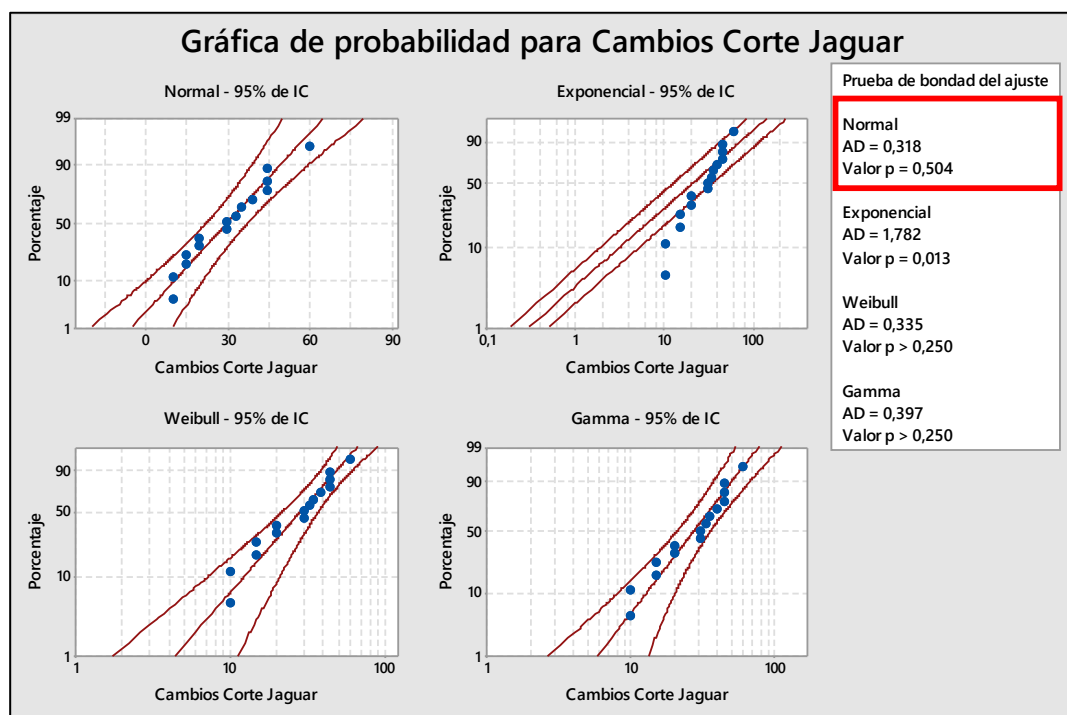 Gráfica de probabilidad para Cambios Corte Jaguar
Normal - 95% de IC
99
90
50
10
1
Porcentaje
0
30
60
90
Cambios Corte Jaguar
Exponencial - 95% de IC
90
50
10
1
Porcentaje
0,1
1
10
100
Cambios Corte Jaguar
Weibull - 95% de IC
90
50
10
1
Porcentaje
1
10
100
Cambios Corte Jaguar
Gamma - 95% de IC
99
90
50
10
1
Porcentaje
1
10
100
Cambios Corte Jaguar
Prueba de bondad del ajuste
Normal
AD = 0,318
Valor p = 0,504
Exponencial
AD = 1,782
Valor p = 0,013
Weibull
AD = 0,335
Valor p > 0,250
Gamma
AD = 0,397
Valor p > 0,250